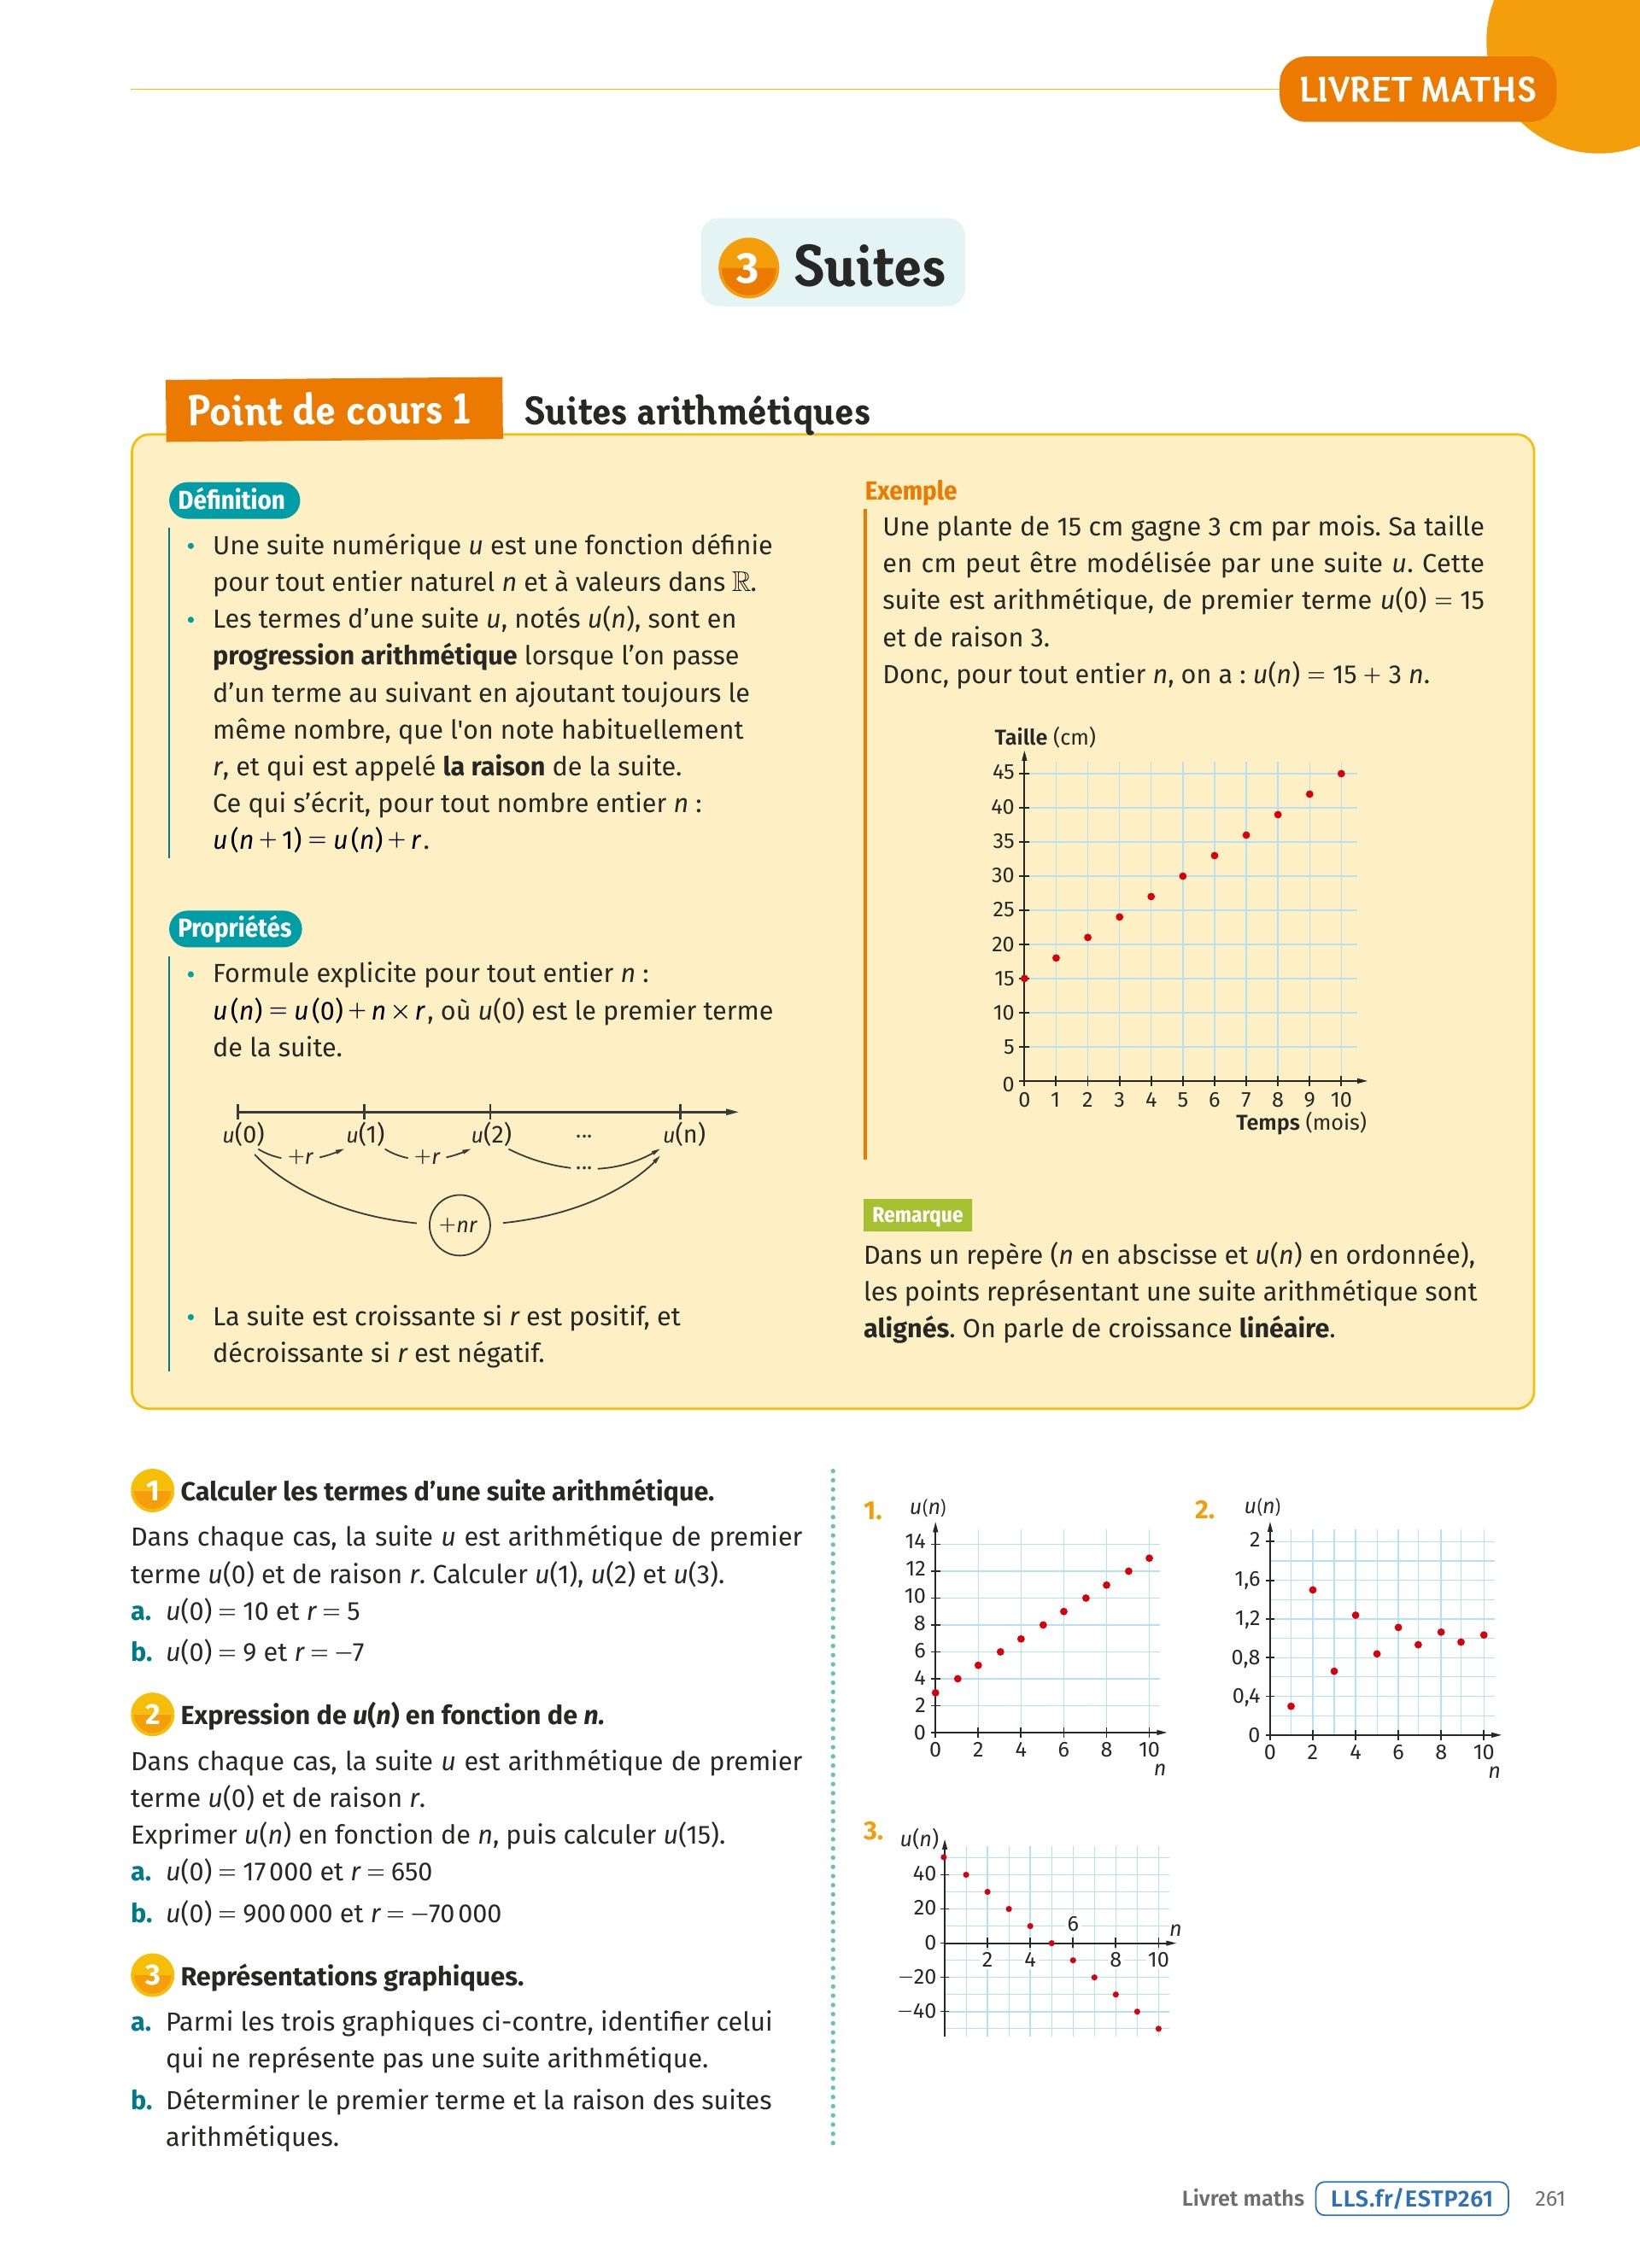 LIVRET MATHS
3 Suites
Point de cours 1 Suites arithmétiques
Définition
• Une suite numérique u est une fonction définie
pour tout entier naturel n et à valeurs dans ℝ.
• Les termes d’une suite u, notés u(n), sont en
progression arithmétique lorsque l’on passe
d’un terme au suivant en ajoutant toujours le
même nombre, que l'on note habituellement
r, et qui est appelé la raison de la suite.
Ce qui s’écrit, pour tout nombre entier n :
u(n + 1) = u(n) + r.
Propriétés
• Formule explicite pour tout entier n :
u(n) = u(0) + n × r, où u(0) est le premier terme
de la suite.
u(0) u(1) u(2) ... u(n)
+r +r ...
+nr
• La suite est croissante si r est positif, et
décroissante si r est négatif.
Exemple
Une plante de 15 cm gagne 3 cm par mois. Sa taille
en cm peut être modélisée par une suite u. Cette
suite est arithmétique, de premier terme u(0) = 15
et de raison 3.
Donc, pour tout entier n, on a : u(n) = 15 + 3 n.
Taille (cm)
45
40
35
30
25
20
15
10
5
0
0 1 2 3 4 5 6 7 8 9 10
Temps (mois)
Remarque
Dans un repère (n en abscisse et u(n) en ordonnée),
les points représentant une suite arithmétique sont
alignés. On parle de croissance linéaire.
1 Calculer les termes d’une suite arithmétique.
Dans chaque cas, la suite u est arithmétique de premier
terme u(0) et de raison r. Calculer u(1), u(2) et u(3).
a. u(0) = 10 et r = 5
b. u(0) = 9 et r = −7
2 Expression de u(n) en fonction de n.
Dans chaque cas, la suite u est arithmétique de premier
terme u(0) et de raison r.
Exprimer u(n) en fonction de n, puis calculer u(15).
a. u(0) = 17 000 et r = 650
b. u(0) = 900 000 et r = −70 000
3 Représentations graphiques.
a. Parmi les trois graphiques ci-contre, identifier celui
qui ne représente pas une suite arithmétique.
b. Déterminer le premier terme et la raison des suites
arithmétiques.
1. u(n)
14
12
10
8
6
4
2
0
0 2 4 6 8 10
n
2. u(n)
2
1,6
1,2
0,8
0,4
0
0 2 4 6 8 10
n
3. u(n)
40
20
6 n
0
2 4 8 10
−20
−40
Livret maths LLS.fr/ESTP261 261